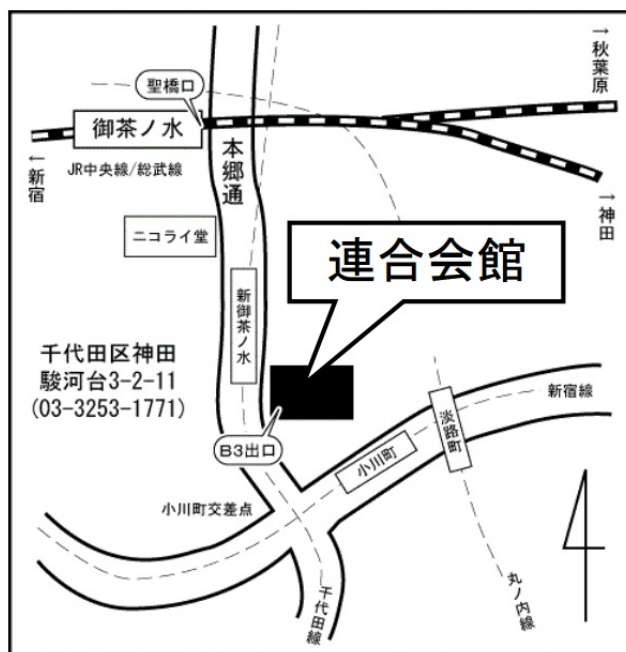 聖橋口
御茶ノ水
JR中央線/総武線
←新宿
本郷通
→秋葉原
→神田
ニコライ堂
連合会館
新御茶ノ水
千代田区神田
駿河台3-2-11
(03-3253-1771)
B3出口
新宿線
淡路町
小川町
小川町交差点
千代田線
丸ノ内線